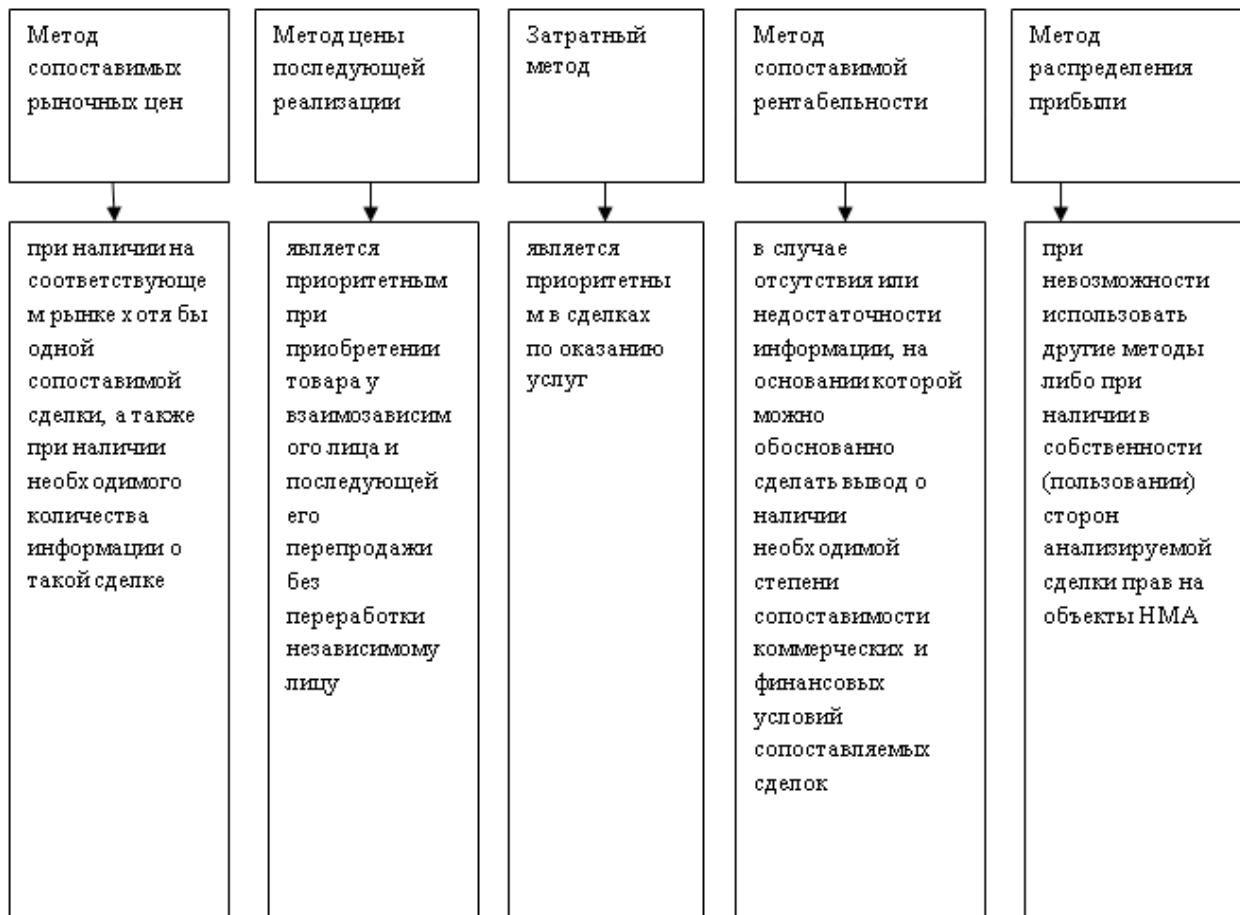 Метод
сопоставимых
рыночных цен
Метод цены
последующей
реализации
Затратный
метод
Метод
сопоставимой
рентабельности
Метод
распределения
прибыли
при наличии на
соответствующе
м рынке хотя бы
одной
сопоставимой
сделки, а также
при наличии
необходимого
количества
информации о
такой сделке
является
приоритетным
при
приобретении
товара у
взаимозависим
ого лица и
последующей
его
перепродажи
без
переработки
независимому
лицу
является
приоритетны
м в сделках
по оказанию
услуг
в случае
отсутствия или
недостаточности
информации, на
основании которой
можно
обоснованно
сделать вывод о
наличии
необходимой
степени
сопоставимости
коммерческих и
финансовых
условий
сопоставляемых
сделок
при
невозможности
использовать
другие методы
либо при
наличии в
собственности
(пользовании)
сторон
анализируемой
сделки прав на
объекты НМА